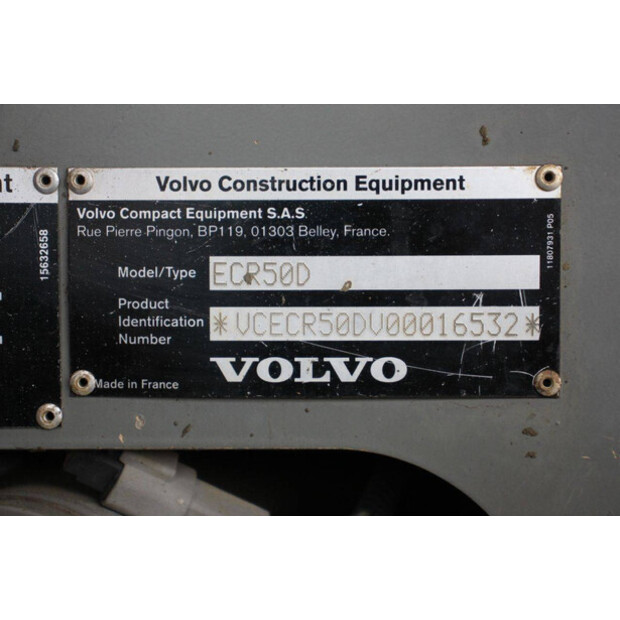 nt
15632658
Volvo Construction Equipment
Volvo Compact Equipment S.A.S.
Rue Pierre Pingon, BP119, 01303 Belley, France.
11807931 P05
Model/Type ECR50D
Product
Identification
Number
*VCECR50DV00016532*
VOLVO
Made in France